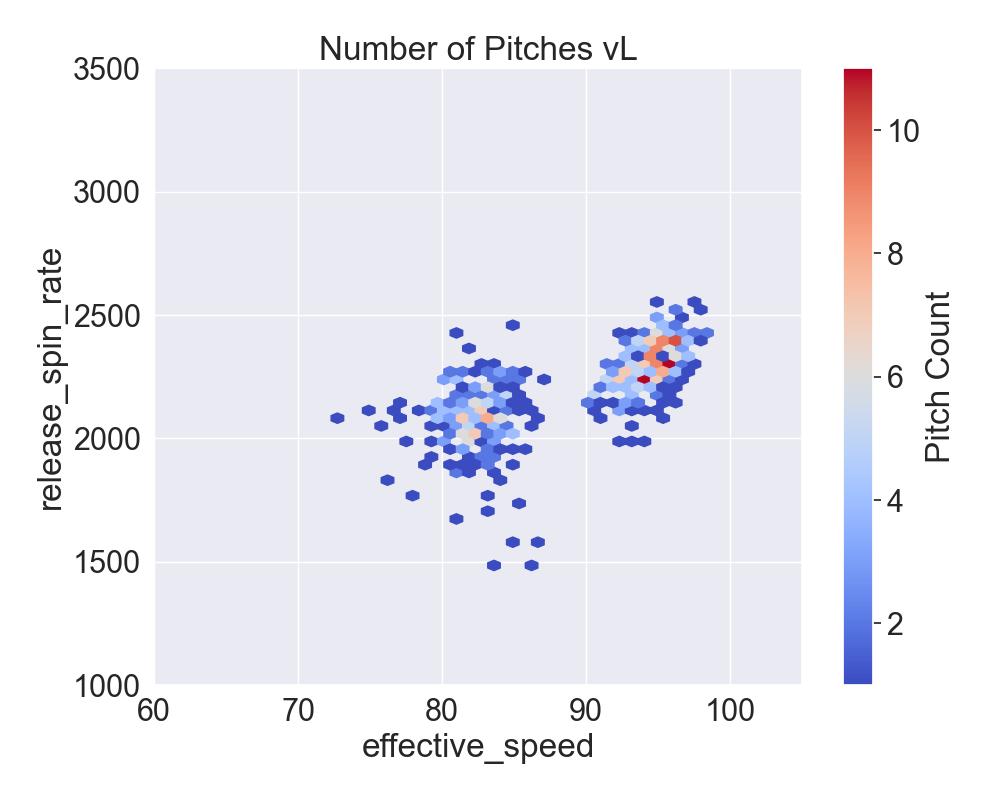 Number of Pitches vL
3500
3000
2500
2000
1500
1000
release_spin_rate
60 70 80 90 100
effective_speed
10
8
6
4
2
Pitch Count